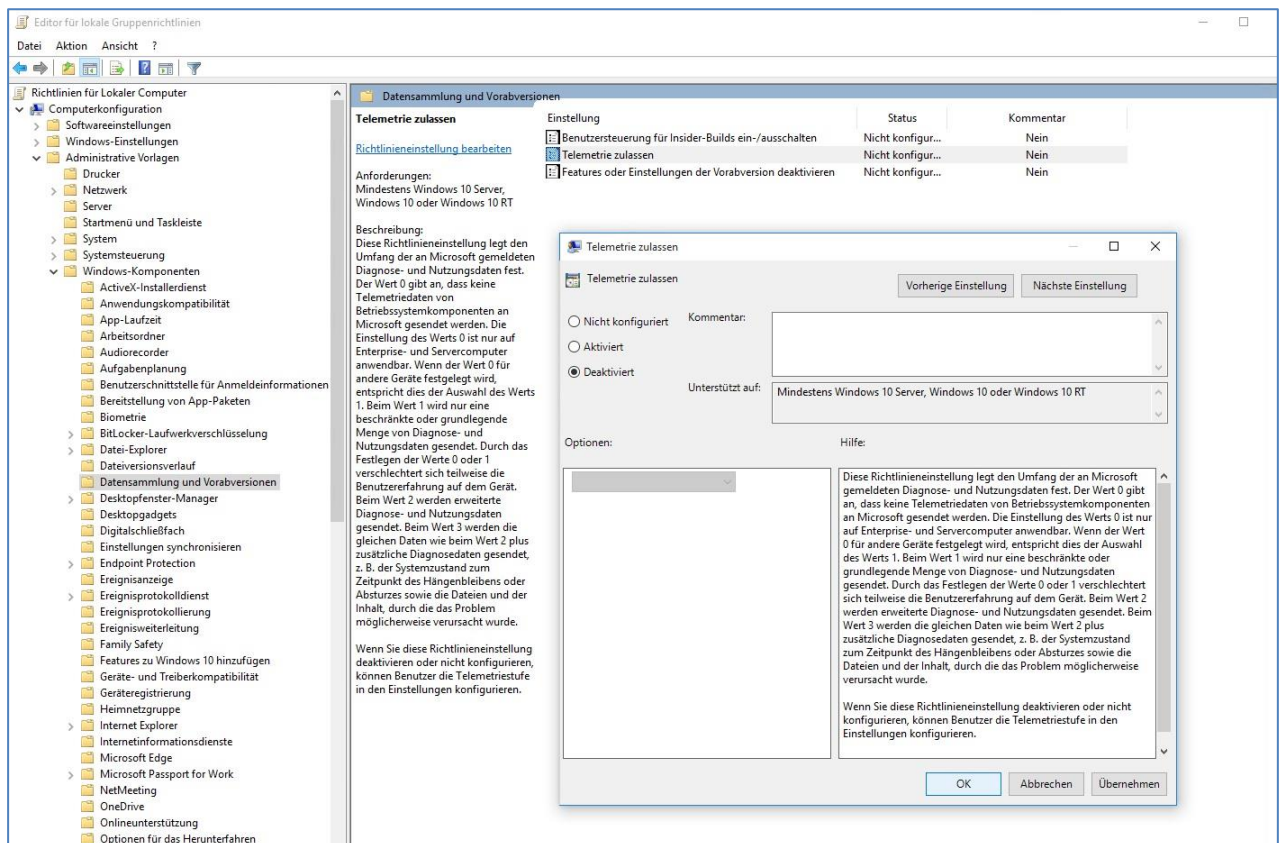 Editor für lokale Gruppenrichtlinien
Datei Aktion Ansicht ?
Richtlinien für Lokaler Computer
Computerkonfiguration
Softwareeinstellungen
Windows-Einstellungen
Administrative Vorlagen
Drucker
Netzwerk
Server
Startmenü und Taskleiste
System
Systemsteuerung
Windows-Komponenten
ActiveX-Installerdienst
Anwendungskompatibilität
App-Laufzeit
Arbeitsordner
Audiorecorder
Aufgabenplanung
Benutzerschnittstelle für Anmeldeinformationen
Bereitstellung von App-Paketen
Biometrie
BitLocker-Laufwerkverschlüsselung
Datei-Explorer
Dateiversionsverlauf
Datensammlung und Vorabversionen
Desktopfenster-Manager
Desktopgadgets
Digitalschließfach
Einstellungen synchronisieren
Endpoint Protection
Ereignisanzeige
Ereignisprotokolldienst
Ereignisprotokollierung
Ereignisweiterleitung
Family Safety
Features zu Windows 10 hinzufügen
Geräte- und Treiberkompatibilität
Geräteregistrierung
Heimnetzgruppe
Internet Explorer
Internetinformationsdienste
Microsoft Edge
Microsoft Passport for Work
NetMeeting
OneDrive
Onlineunterstützung
Optionen für das Herunterfahren
Datensammlung und Vorabversionen
Telemetrie zulassen
Richtlinieneinstellung bearbeiten
Anforderungen:
Mindestens Windows 10 Server,
Windows 10 oder Windows 10 RT
Beschreibung:
Diese Richtlinieneinstellung legt den
Umfang der an Microsoft gemeldeten
Diagnose- und Nutzungsdaten fest.
Der Wert 0 gibt an, dass keine
Telemetriedaten von
Betriebssystemkomponenten an
Microsoft gesendet werden. Die
Einstellung des Werts 0 ist nur auf
Enterprise- und Servercomputer
anwendbar. Wenn der Wert 0 für
andere Geräte festgelegt wird,
entspricht dies der Auswahl des Werts
1. Beim Wert 1 wird nur eine
beschränkte oder grundlegende
Menge von Diagnose- und
Nutzungsdaten gesendet. Durch das
Festlegen der Werte 0 oder 1
verschlechtert sich teilweise die
Benutzererfahrung auf dem Gerät.
Beim Wert 2 werden erweiterte
Diagnose- und Nutzungsdaten
gesendet. Beim Wert 3 werden die
gleichen Daten wie beim Wert 2 plus
zusätzliche Diagnosedaten gesendet,
z. B. der Systemzustand zum
Zeitpunkt des Hängenbleibens oder
Absturzes sowie die Dateien und der
Inhalt, durch die das Problem
möglicherweise verursacht wurde.
Wenn Sie diese Richtlinieneinstellung
deaktivieren oder nicht konfigurieren,
können Benutzer die Telemetriestufe
in den Einstellungen konfigurieren.
Einstellung Status Kommentar
Benutzersteuerung für Insider-Builds ein-/ausschalten Nicht konfigur... Nein
Telemetrie zulassen Nicht konfigur... Nein
Features oder Einstellungen der Vorabversion deaktivieren Nicht konfigur... Nein
Telemetrie zulassen
Telemetrie zulassen
Vorherige Einstellung Nächste Einstellung
Nicht konfiguriert Kommentar:
Aktiviert
Deaktiviert
Unterstützt auf: Mindestens Windows 10 Server, Windows 10 oder Windows 10 RT
Optionen: Hilfe:
Diese Richtlinieneinstellung legt den Umfang der an Microsoft
gemeldeten Diagnose- und Nutzungsdaten fest. Der Wert 0 gibt
an, dass keine Telemetriedaten von Betriebssystemkomponenten
an Microsoft gesendet werden. Die Einstellung des Werts 0 ist nur
auf Enterprise- und Servercomputer anwendbar. Wenn der Wert
0 für andere Geräte festgelegt wird, entspricht dies der Auswahl
des Werts 1. Beim Wert 1 wird nur eine beschränkte oder
grundlegende Menge von Diagnose- und Nutzungsdaten
gesendet. Durch das Festlegen der Werte 0 oder 1 verschlechtert
sich teilweise die Benutzererfahrung auf dem Gerät. Beim Wert 2
werden erweiterte Diagnose- und Nutzungsdaten gesendet. Beim
Wert 3 werden die gleichen Daten wie beim Wert 2 plus
zusätzliche Diagnosedaten gesendet, z. B. der Systemzustand
zum Zeitpunkt des Hängenbleibens oder Absturzes sowie die
Dateien und der Inhalt, durch die das Problem möglicherweise
verursacht wurde.
Wenn Sie diese Richtlinieneinstellung deaktivieren oder nicht
konfigurieren, können Benutzer die Telemetriestufe in den
Einstellungen konfigurieren.
OK Abbrechen Übernehmen